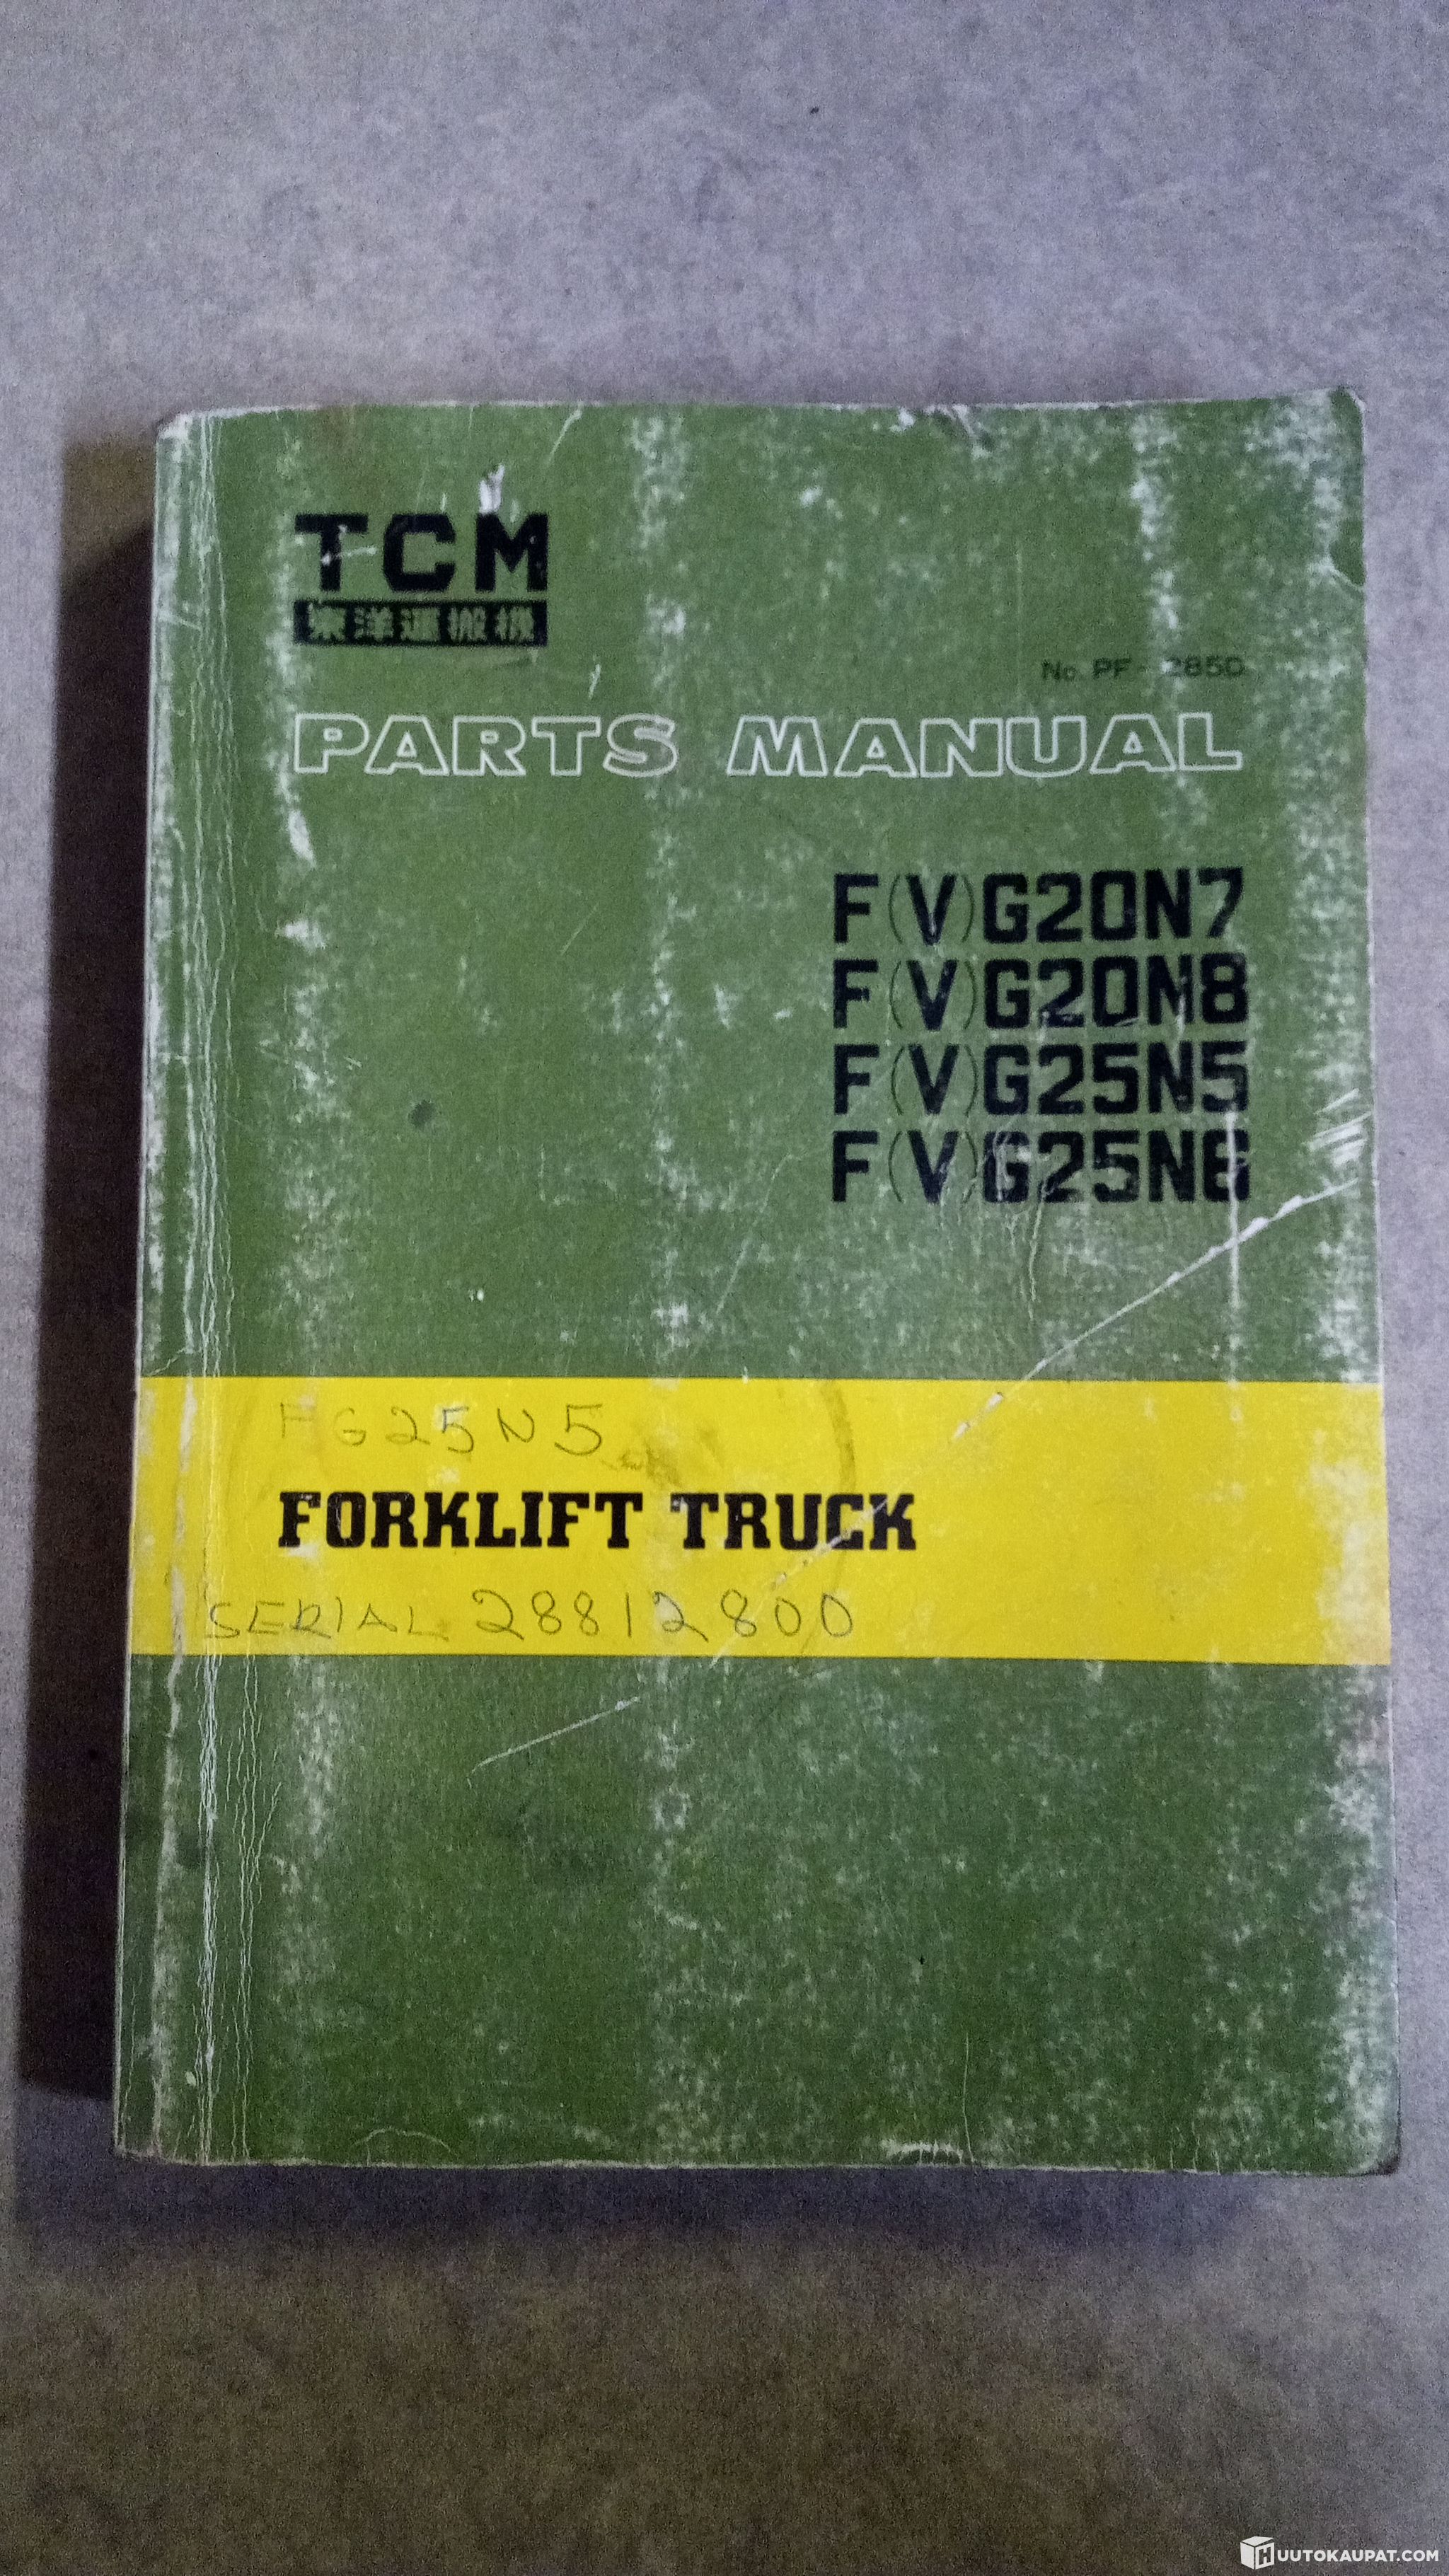 TCM
東洋運搬機
No. PF - 285D
PARTS MANUAL
F(V)G20N7
F(V)G20N8
F(V)G25N5
F(V)G25N6
FG25N5
FORKLIFT TRUCK
SERIAL 28812800
HUUTOKAUPAT.COM